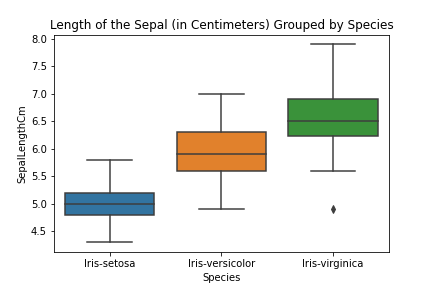 Length of the Sepal (in Centimeters) Grouped by Species
8.0
7.5
7.0
6.5
6.0
5.5
5.0
4.5
SepalLengthCm
Iris-setosa
Iris-versicolor
Iris-virginica
Species